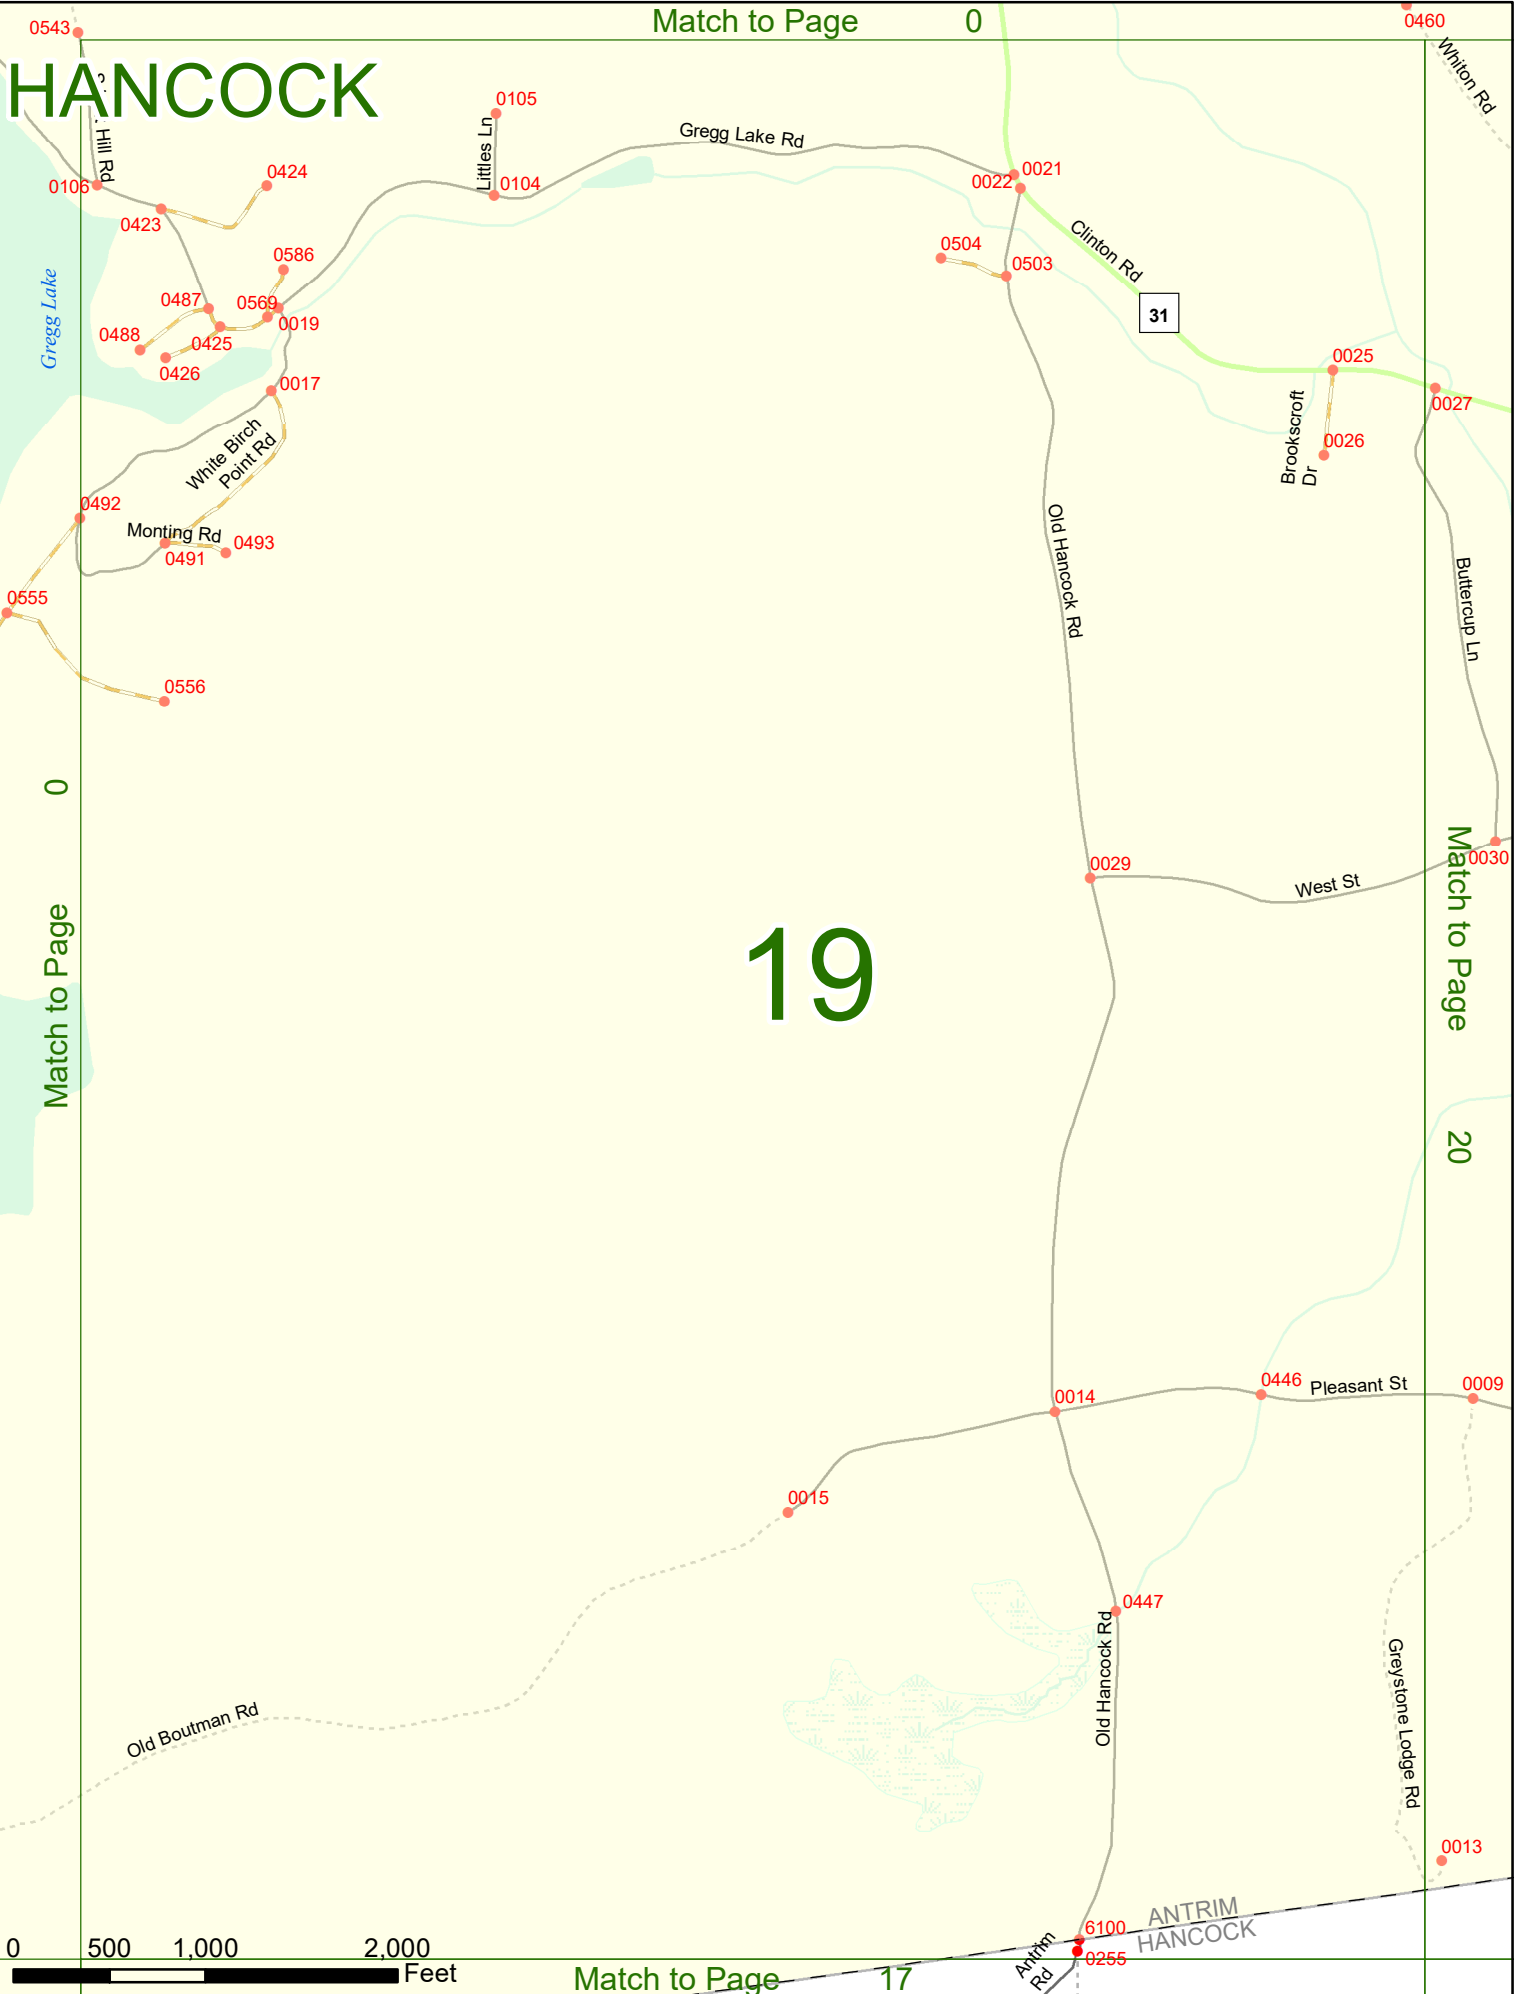 Match to Page 0
0543
0460
Whiton Rd
HANCOCK
Hill Rd
0105
Littles Ln
Gregg Lake Rd
0106
0424
0104
0021
0022
0423
Clinton Rd
0504
0503
0586
Gregg Lake
0487
0569
0019
31
0488
0425
0426
0025
0017
0027
Brookscroft
Dr
0026
White Birch
Point Rd
0492
Monting Rd
0491
0493
Old Hancock Rd
Buttercup Ln
0555
0556
0
Match to Page
0029
0030
West St
19
Match to Page
20
0446
Pleasant St
0009
0014
0015
0447
Old Hancock Rd
Greystone Lodge Rd
Old Boutman Rd
0013
ANTRIM
HANCOCK
6100
0255
Antrim
Rd
0 500 1,000 2,000
Feet
Match to Page 17